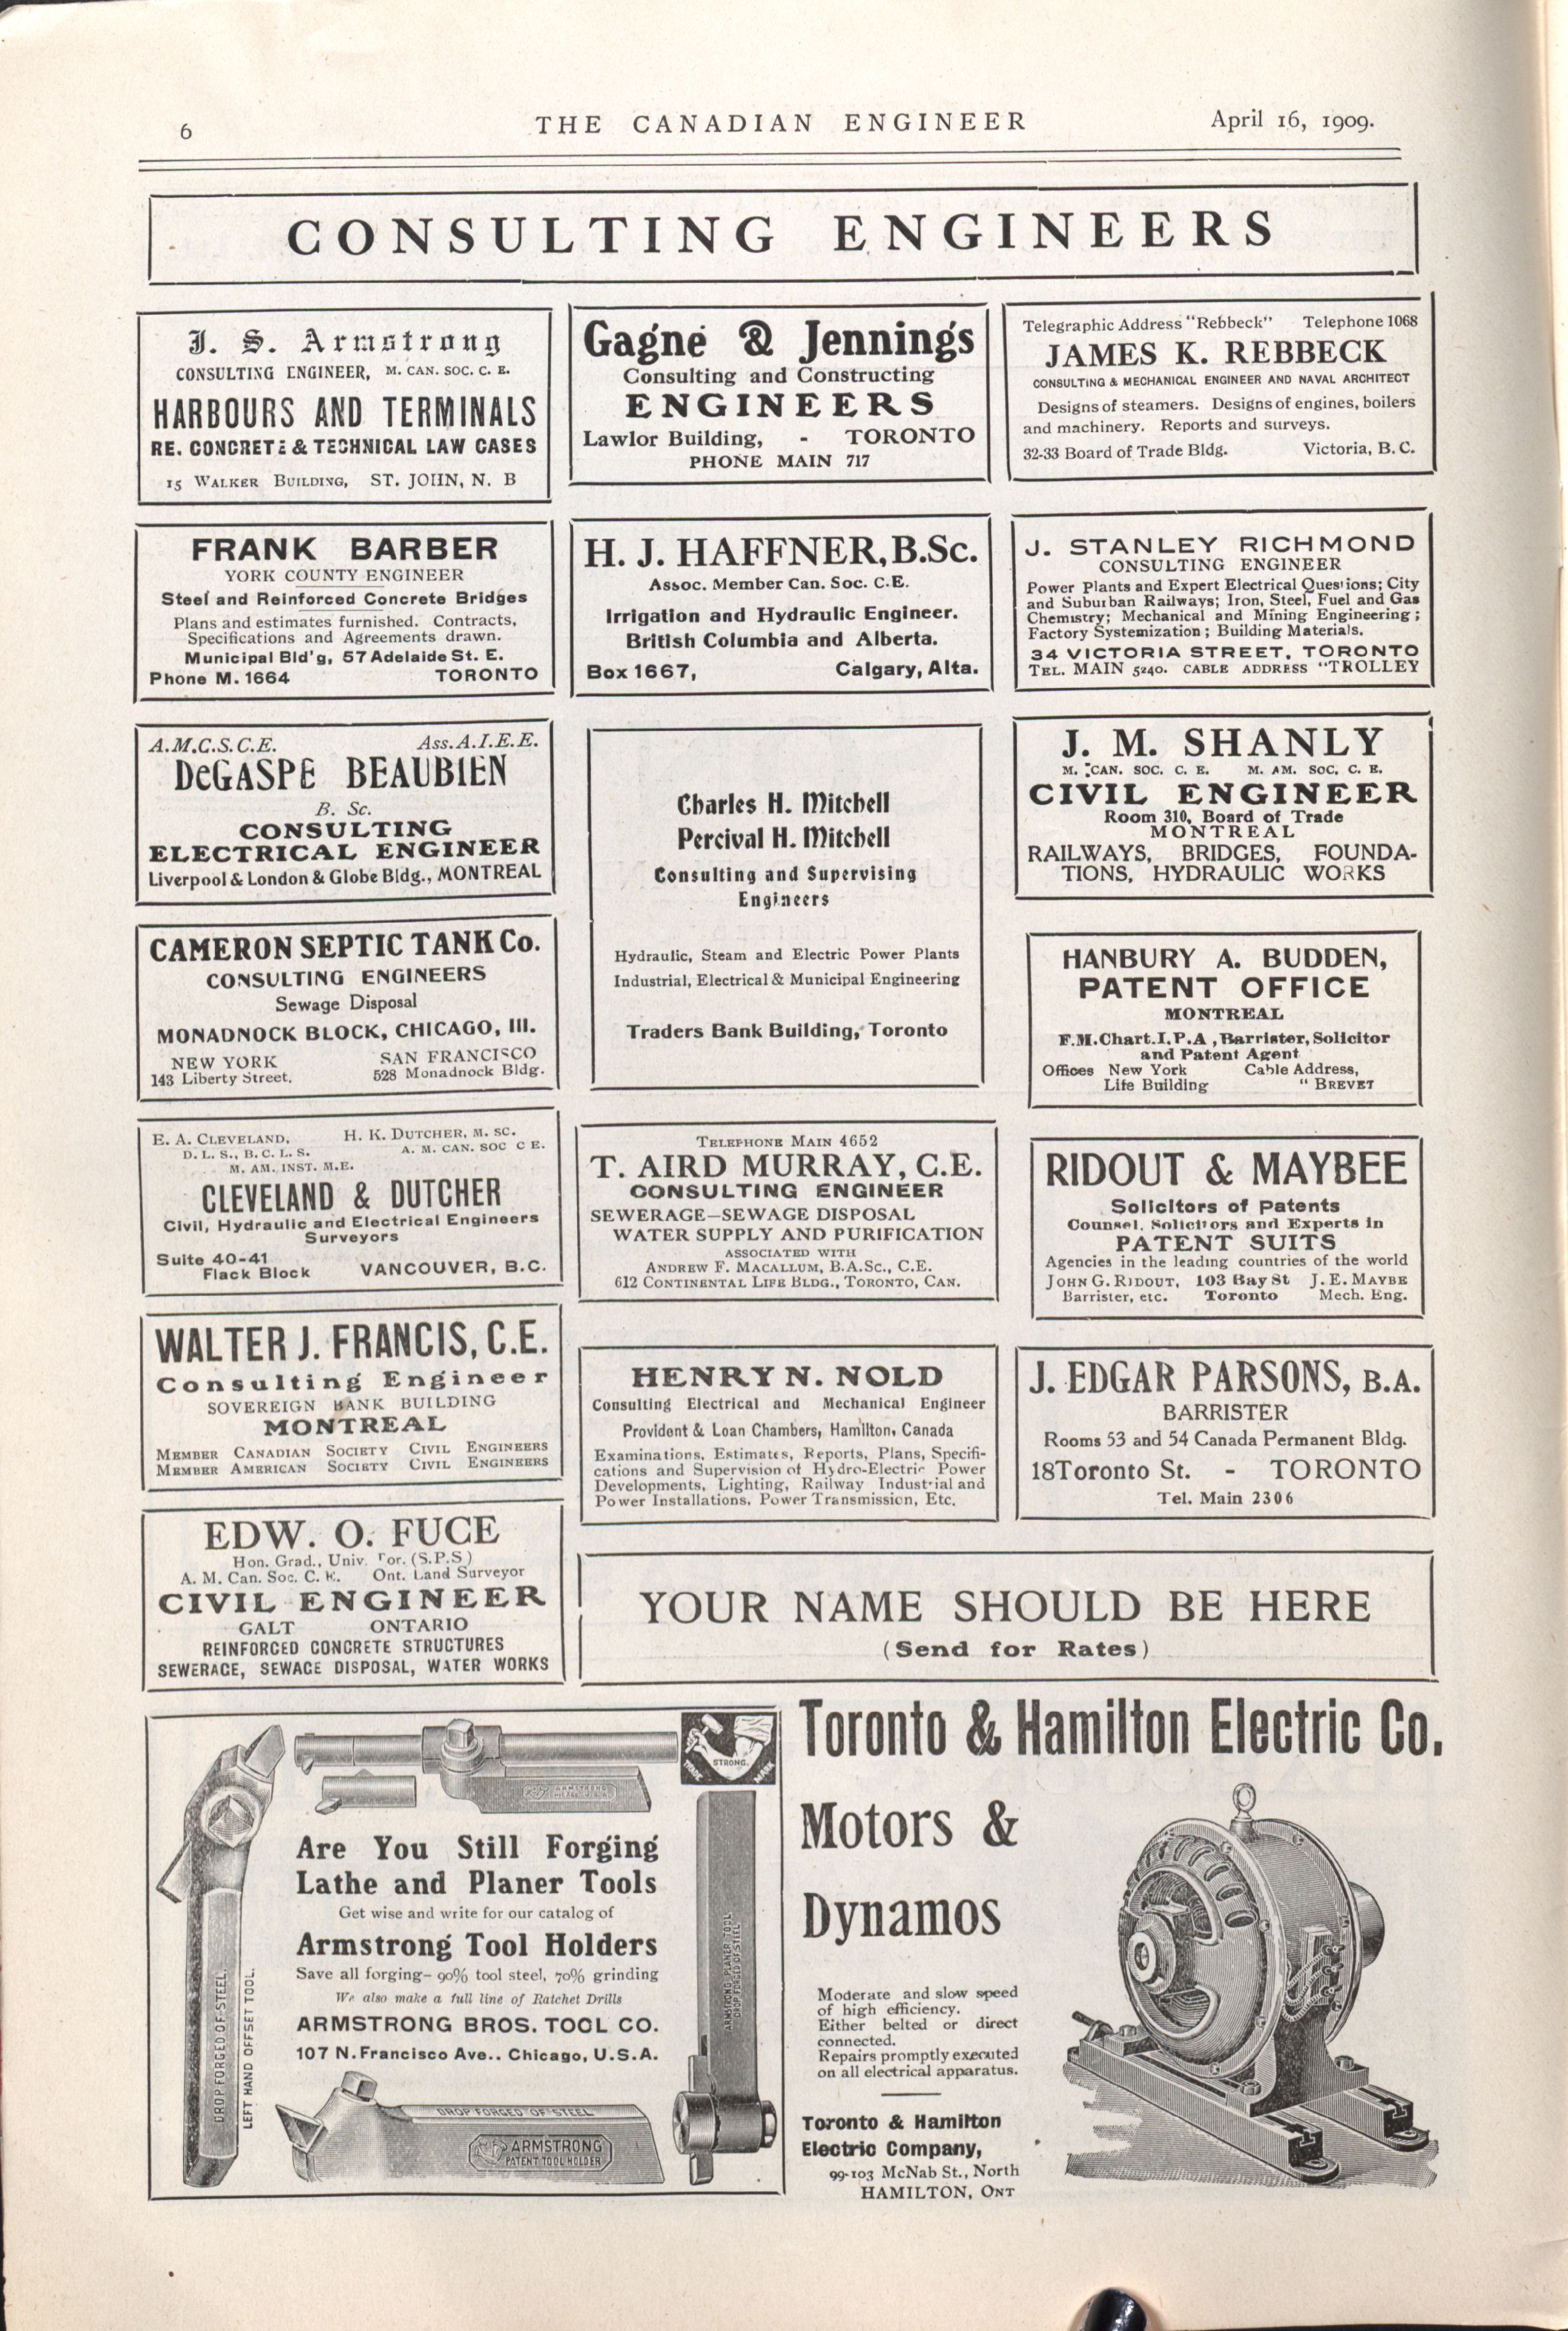 6
THE CANADIAN ENGINEER
April 16, 1909.
CONSULTING ENGINEERS
J. S. Armstrong
CONSULTING ENGINEER, M. CAN. SOC. C. E.
HARBOURS AND TERMINALS
RE. CONCRETE & TECHNICAL LAW CASES
15 WALKER BUILDING, ST. JOHN, N. B
Gagné & Jennings
Consulting and Constructing
ENGINEERS
Lawlor Building, - TORONTO
PHONE MAIN 717
Telegraphic Address "Rebbeck" Telephone 1068
JAMES K. REBBECK
CONSULTING & MECHANICAL ENGINEER AND NAVAL ARCHITECT
Designs of steamers. Designs of engines, boilers
and machinery. Reports and surveys.
32-33 Board of Trade Bldg. Victoria, B.C.
FRANK BARBER
YORK COUNTY ENGINEER
Steel and Reinforced Concrete Bridges
Plans and estimates furnished. Contracts,
Specifications and Agreements drawn.
Municipal Bld'g, 57 Adelaide St. E.
Phone M. 1664 TORONTO
H. J. HAFFNER, B.Sc.
Assoc. Member Can. Soc. C.E.
Irrigation and Hydraulic Engineer.
British Columbia and Alberta.
Box 1667, Calgary, Alta.
J. STANLEY RICHMOND
CONSULTING ENGINEER
Power Plants and Expert Electrical Questions; City
and Suburban Railways; Iron, Steel, Fuel and Gas
Chemistry; Mechanical and Mining Engineering;
Factory Systemization; Building Materials.
34 VICTORIA STREET, TORONTO
TEL. MAIN 5240. CABLE ADDRESS "TROLLEY
A.M.C.S.C.E. Ass.A.I.E.E.
DeGASPE BEAUBIEN
B. Sc.
CONSULTING
ELECTRICAL ENGINEER
Liverpool & London & Globe Bldg., MONTREAL
Charles H. Mitchell
Percival H. Mitchell
Consulting and Supervising
Engineers
Hydraulic, Steam and Electric Power Plants
Industrial, Electrical & Municipal Engineering
Traders Bank Building, Toronto
J. M. SHANLY
M. CAN. SOC. C. E. M. AM. SOC. C. E.
CIVIL ENGINEER
Room 310, Board of Trade
MONTREAL
RAILWAYS, BRIDGES, FOUNDA-
TIONS, HYDRAULIC WORKS
CAMERON SEPTIC TANK Co.
CONSULTING ENGINEERS
Sewage Disposal
MONADNOCK BLOCK, CHICAGO, Ill.
NEW YORK SAN FRANCISCO
143 Liberty Street. 528 Monadnock Bldg.
HANBURY A. BUDDEN,
PATENT OFFICE
MONTREAL
F.M.Chart.I.P.A , Barrister, Solicitor
and Patent Agent
Offices New York Cable Address,
Life Building " BREVET
E. A. CLEVELAND, H. K. DUTCHER, M. SC.
D. L. S., B. C. L. S. A. M. CAN. SOC C E.
M. AM. INST. M.E.
CLEVELAND & DUTCHER
Civil, Hydraulic and Electrical Engineers
Surveyors
Suite 40-41
Flack Block VANCOUVER, B.C.
TELEPHONE MAIN 4652
T. AIRD MURRAY, C.E.
CONSULTING ENGINEER
SEWERAGE—SEWAGE DISPOSAL
WATER SUPPLY AND PURIFICATION
ASSOCIATED WITH
ANDREW F. MACALLUM, B.A.SC., C.E.
612 CONTINENTAL LIFE BLDG., TORONTO, CAN.
RIDOUT & MAYBEE
Solicitors of Patents
Counsel, Solicitors and Experts in
PATENT SUITS
Agencies in the leading countries of the world
JOHN G. RIDOUT, 103 Bay St J. E. MAYBE
Barrister, etc. Toronto Mech. Eng.
WALTER J. FRANCIS, C.E.
Consulting Engineer
SOVEREIGN BANK BUILDING
MONTREAL
MEMBER CANADIAN SOCIETY CIVIL ENGINEERS
MEMBER AMERICAN SOCIETY CIVIL ENGINEERS
HENRY N. NOLD
Consulting Electrical and Mechanical Engineer
Provident & Loan Chambers, Hamilton, Canada
Examinations, Estimates, Reports, Plans, Specifi-
cations and Supervision of Hydro-Electric Power
Developments, Lighting, Railway Industrial and
Power Installations, Power Transmission, Etc.
J. EDGAR PARSONS, B.A.
BARRISTER
Rooms 53 and 54 Canada Permanent Bldg.
18 Toronto St. - TORONTO
Tel. Main 2306
EDW. O. FUCE
Hon. Grad., Univ. Tor. (S.P.S)
A. M. Can. Soc. C. E. Ont. Land Surveyor
CIVIL ENGINEER
GALT ONTARIO
REINFORCED CONCRETE STRUCTURES
SEWERAGE, SEWAGE DISPOSAL, WATER WORKS
YOUR NAME SHOULD BE HERE
(Send for Rates)
STRONG.
TRADE MARK
Are You Still Forging
Lathe and Planer Tools
Get wise and write for our catalog of
Armstrong Tool Holders
Save all forging— 90% tool steel, 70% grinding
We also make a full line of Ratchet Drills
ARMSTRONG BROS. TOOL CO.
107 N. Francisco Ave.. Chicago, U.S.A.
DROP FORGED OF STEEL.
LEFT HAND OFFSET TOOL.
ARMSTRONG PLANER TOOL
DROP FORGED OF STEEL
DROP FORGED OF STEEL
ARMSTRONG
PATENT TOOL HOLDER
Toronto & Hamilton Electric Co.
Motors &
Dynamos
Moderate and slow speed
of high efficiency.
Either belted or direct
connected.
Repairs promptly executed
on all electrical apparatus.
Toronto & Hamilton
Electric Company,
99-103 McNab St., North
HAMILTON, ONT